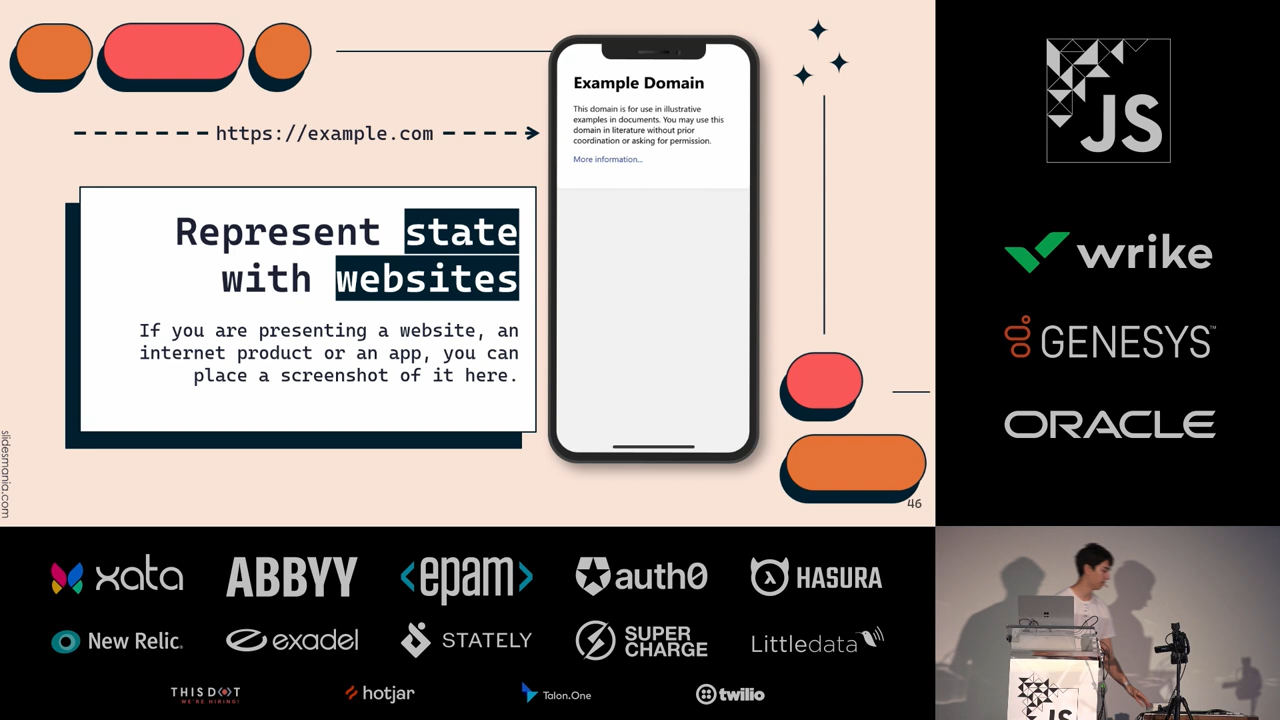 https://example.com
Represent state
with websites
If you are presenting a website, an
internet product or an app, you can
place a screenshot of it here.
Example Domain
This domain is for use in illustrative
examples in documents. You may use this
domain in literature without prior
coordination or asking for permission.
More information...
46
slidesmania.com
JS
wrike
GENESYS™
ORACLE
xata
ABBYY
<epam>
auth0
HASURA
New Relic.
exadel
STATELY
SUPER
CHARGE
Littledata
THIS DOT
WE'RE HIRING!
hotjar
Talon.One
twilio
JS